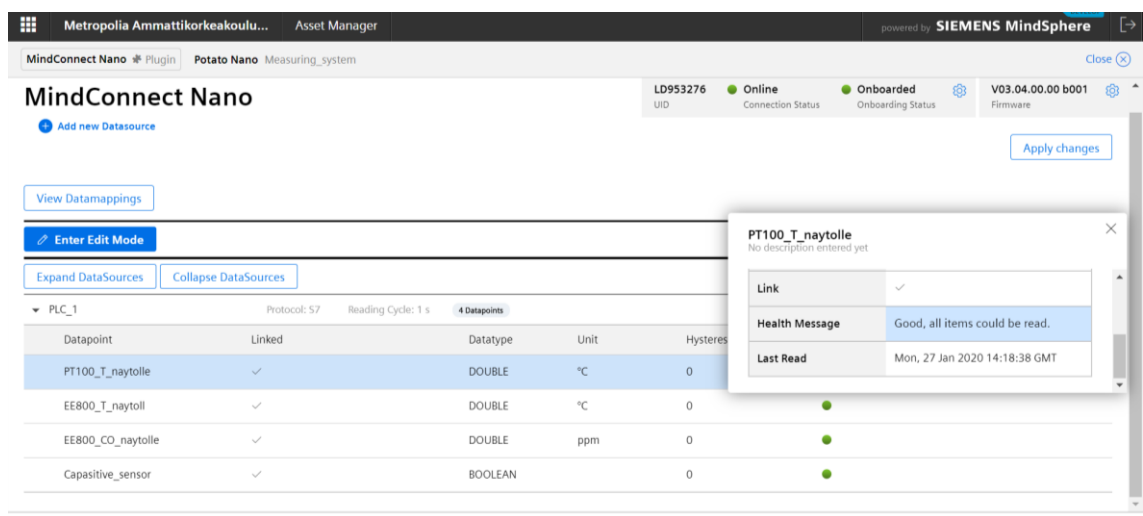 Metropolia Ammattikorkeakoulu... Asset Manager powered by SIEMENS MindSphere
MindConnect Nano Plugin Potato Nano Measuring_system Close
MindConnect Nano
LD953276 Online Onboarded V03.04.00.00 b001
UID Connection Status Onboarding Status Firmware
Add new Datasource
Apply changes
View Datamappings
Enter Edit Mode
Expand DataSources Collapse DataSources
PLC_1 Protocol: S7 Reading Cycle: 1 s 4 Datapoints
Datapoint Linked Datatype Unit Hysteres
PT100_T_naytolle DOUBLE °C 0
EE800_T_naytoll DOUBLE °C 0
EE800_CO_naytolle DOUBLE ppm 0
Capasitive_sensor BOOLEAN 0
PT100_T_naytolle
No description entered yet
Link
Health Message Good, all items could be read.
Last Read Mon, 27 Jan 2020 14:18:38 GMT